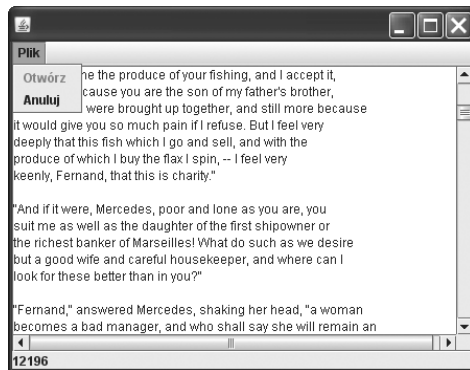 Plik
Otwórz
Anuluj
ne the produce of your fishing, and I accept it,
cause you are the son of my father's brother,
were brought up together, and still more because
it would give you so much pain if I refuse. But I feel very
deeply that this fish which I go and sell, and with the
produce of which I buy the flax I spin, -- I feel very
keenly, Fernand, that this is charity."
"And if it were, Mercedes, poor and lone as you are, you
suit me as well as the daughter of the first shipowner or
the richest banker of Marseilles! What do such as we desire
but a good wife and careful housekeeper, and where can I
look for these better than in you?"
"Fernand," answered Mercedes, shaking her head, "a woman
becomes a bad manager, and who shall say she will remain an
12196